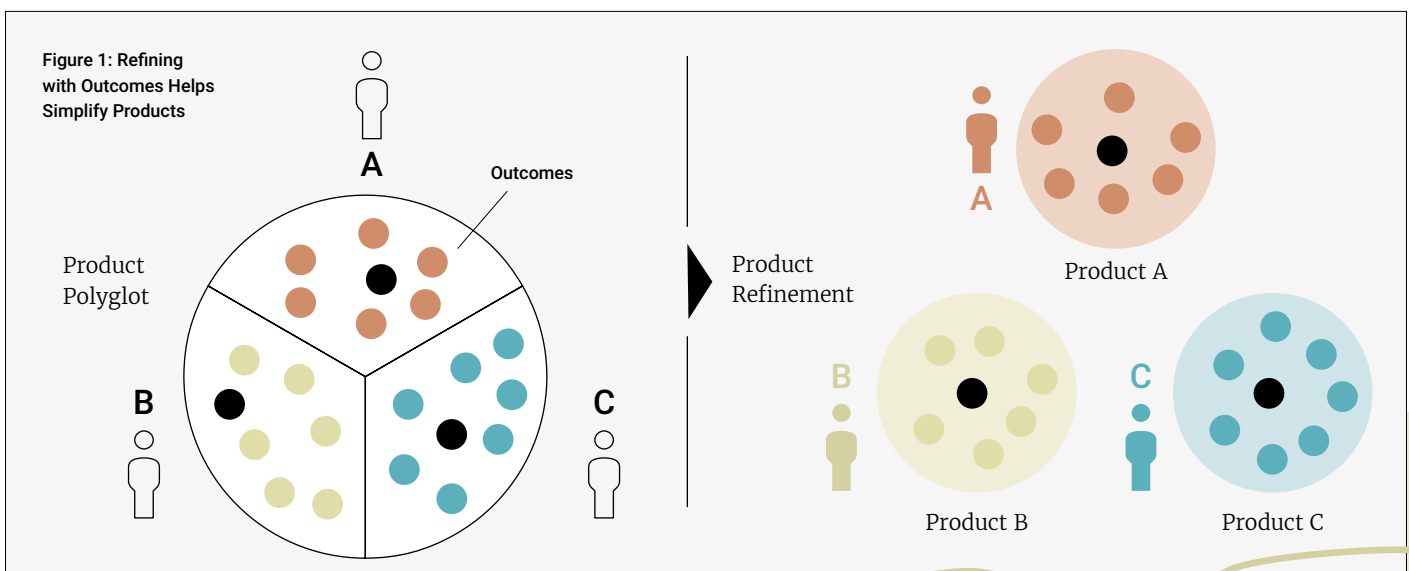 Figure 1: Refining
with Outcomes Helps
Simplify Products
A
Outcomes
Product
Polyglot
B
C
Product
Refinement
A
Product A
B
Product B
C
Product C